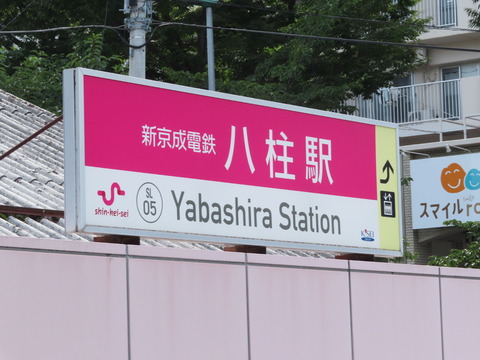 新京成電鉄 八柱駅
shin-kei-sei
SL
05
Yabashira Station
スマイル